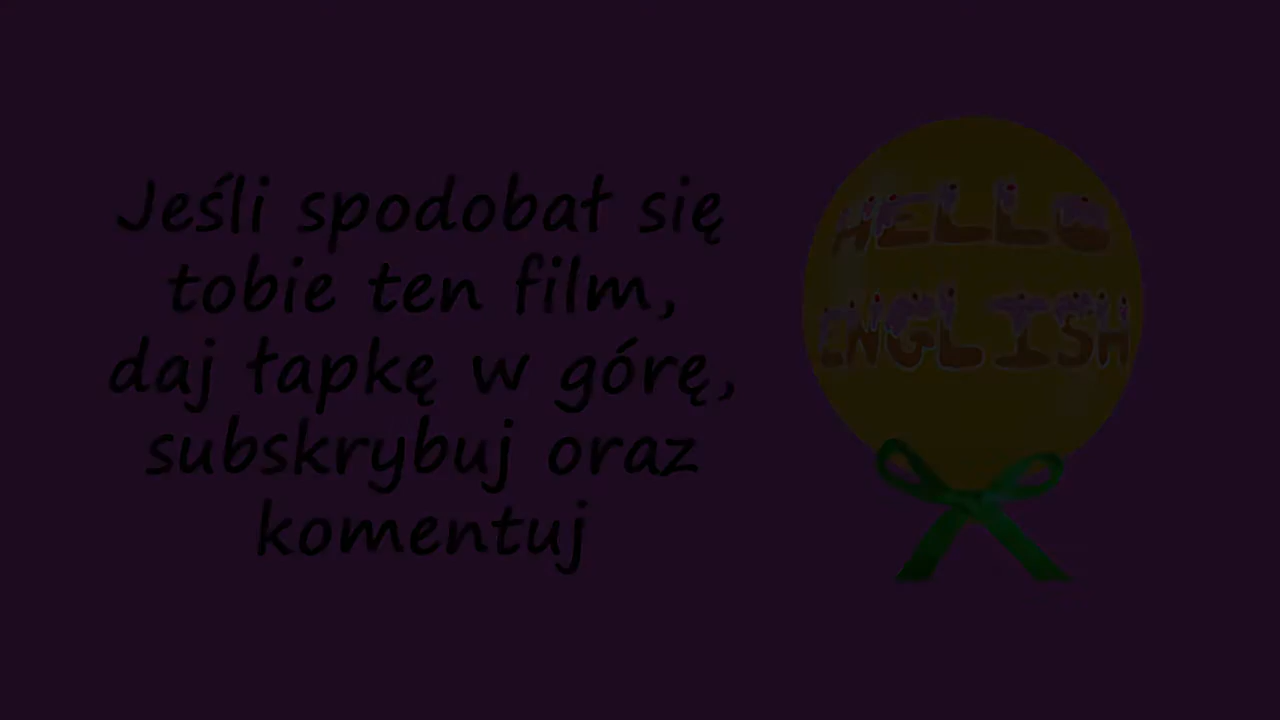 Jeśli spodobał się
tobie ten film,
daj łapkę w górę,
subskrybuj oraz
komentuj
HELLO
ENGLISH